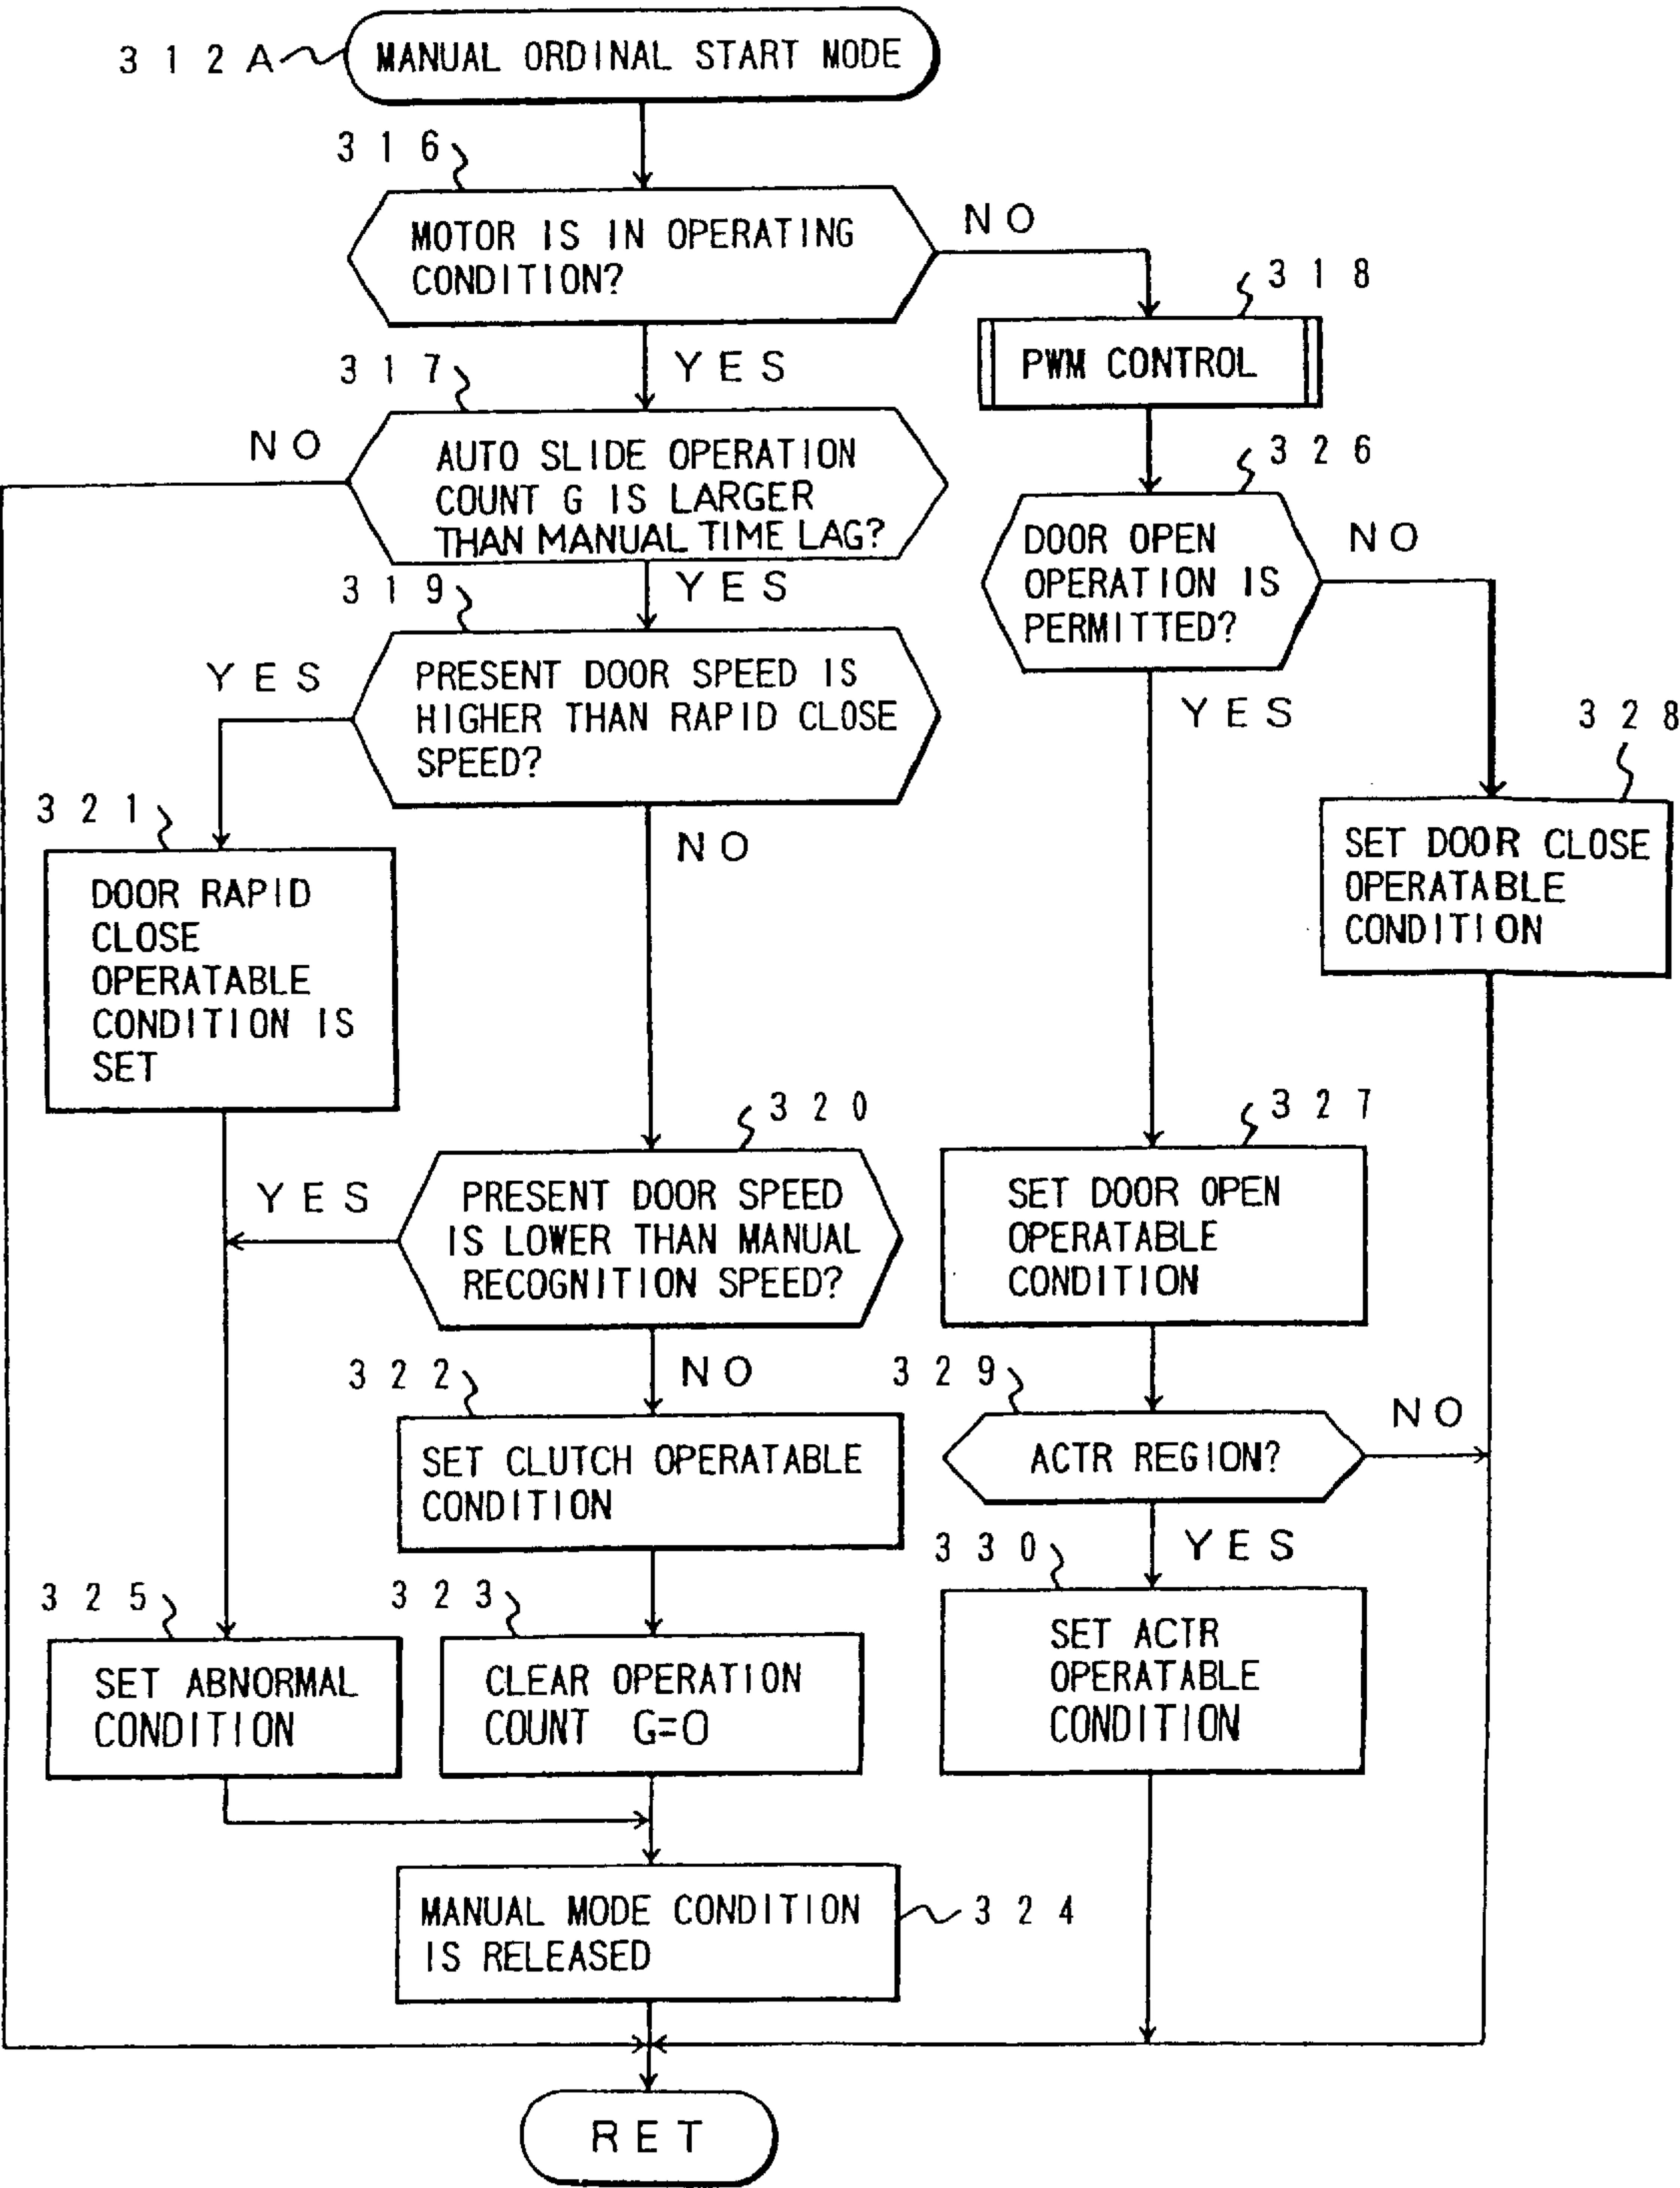 312A
MANUAL ORDINAL START MODE
316
MOTOR IS IN OPERATING
CONDITION?
NO
YES
318
PWM CONTROL
317
NO
AUTO SLIDE OPERATION
COUNT G IS LARGER
THAN MANUAL TIME LAG?
YES
326
DOOR OPEN
OPERATION IS
PERMITTED?
NO
YES
319
YES
PRESENT DOOR SPEED IS
HIGHER THAN RAPID CLOSE
SPEED?
NO
328
SET DOOR CLOSE
OPERATABLE
CONDITION
321
DOOR RAPID
CLOSE
OPERATABLE
CONDITION IS
SET
320
YES
PRESENT DOOR SPEED
IS LOWER THAN MANUAL
RECOGNITION SPEED?
NO
327
SET DOOR OPEN
OPERATABLE
CONDITION
322
SET CLUTCH OPERATABLE
CONDITION
329
ACTR REGION?
NO
YES
325
SET ABNORMAL
CONDITION
323
CLEAR OPERATION
COUNT G=0
330
SET ACTR
OPERATABLE
CONDITION
MANUAL MODE CONDITION
IS RELEASED
324
RET